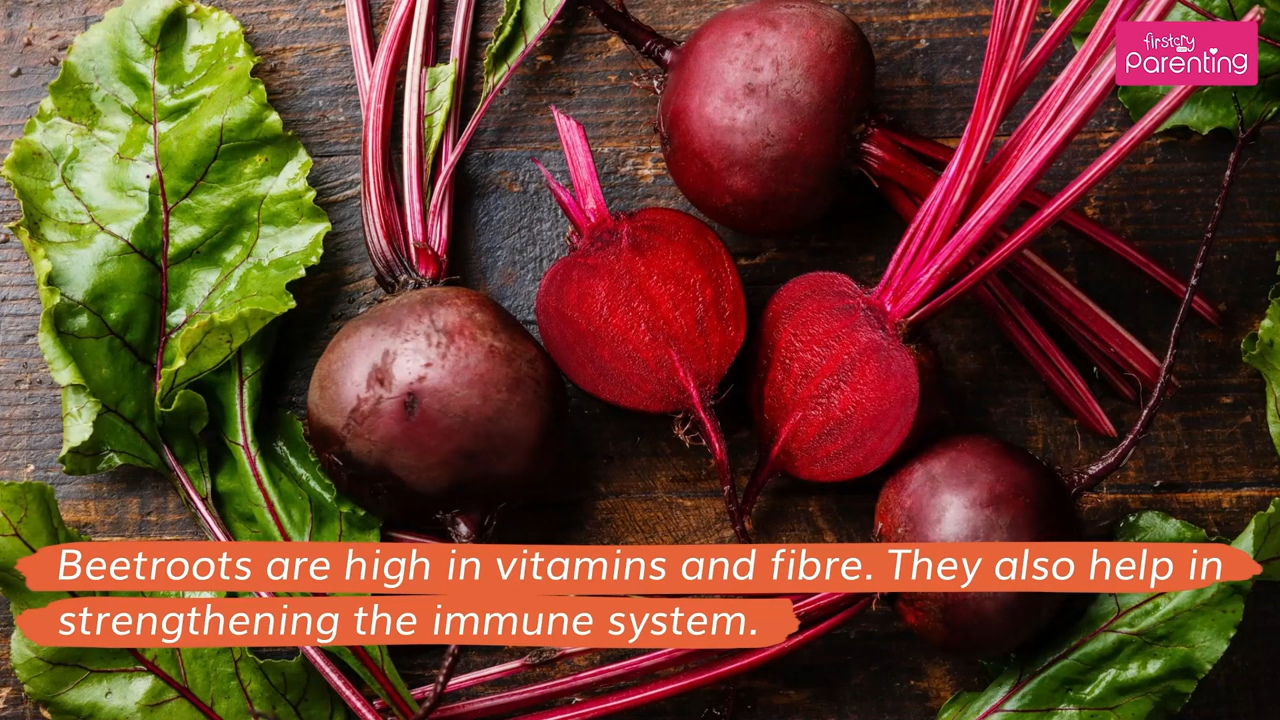 firstcry
Parenting
Beetroots are high in vitamins and fibre. They also help in
strengthening the immune system.